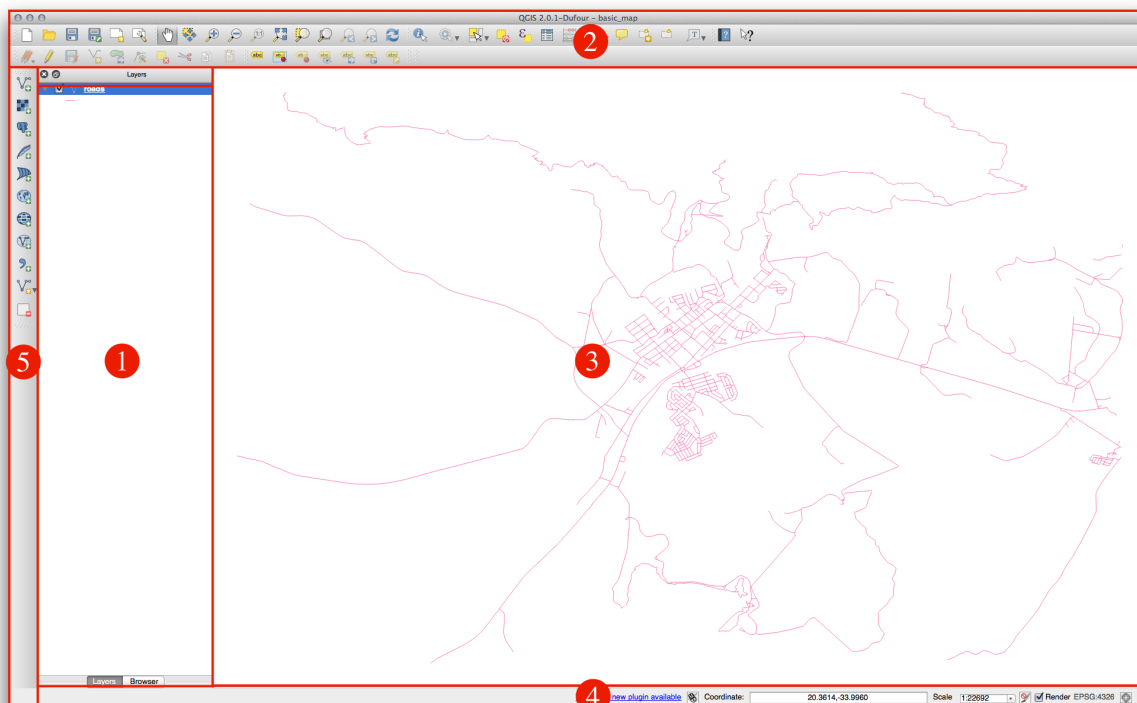 QGIS 2.0.1-Dufour - basic_map
2
T
abc
Layers
roads
5
1
3
Layers Browser
4
new plugin available Coordinate: 20.3614,-33.9960 Scale 1:22692 Render EPSG:4326